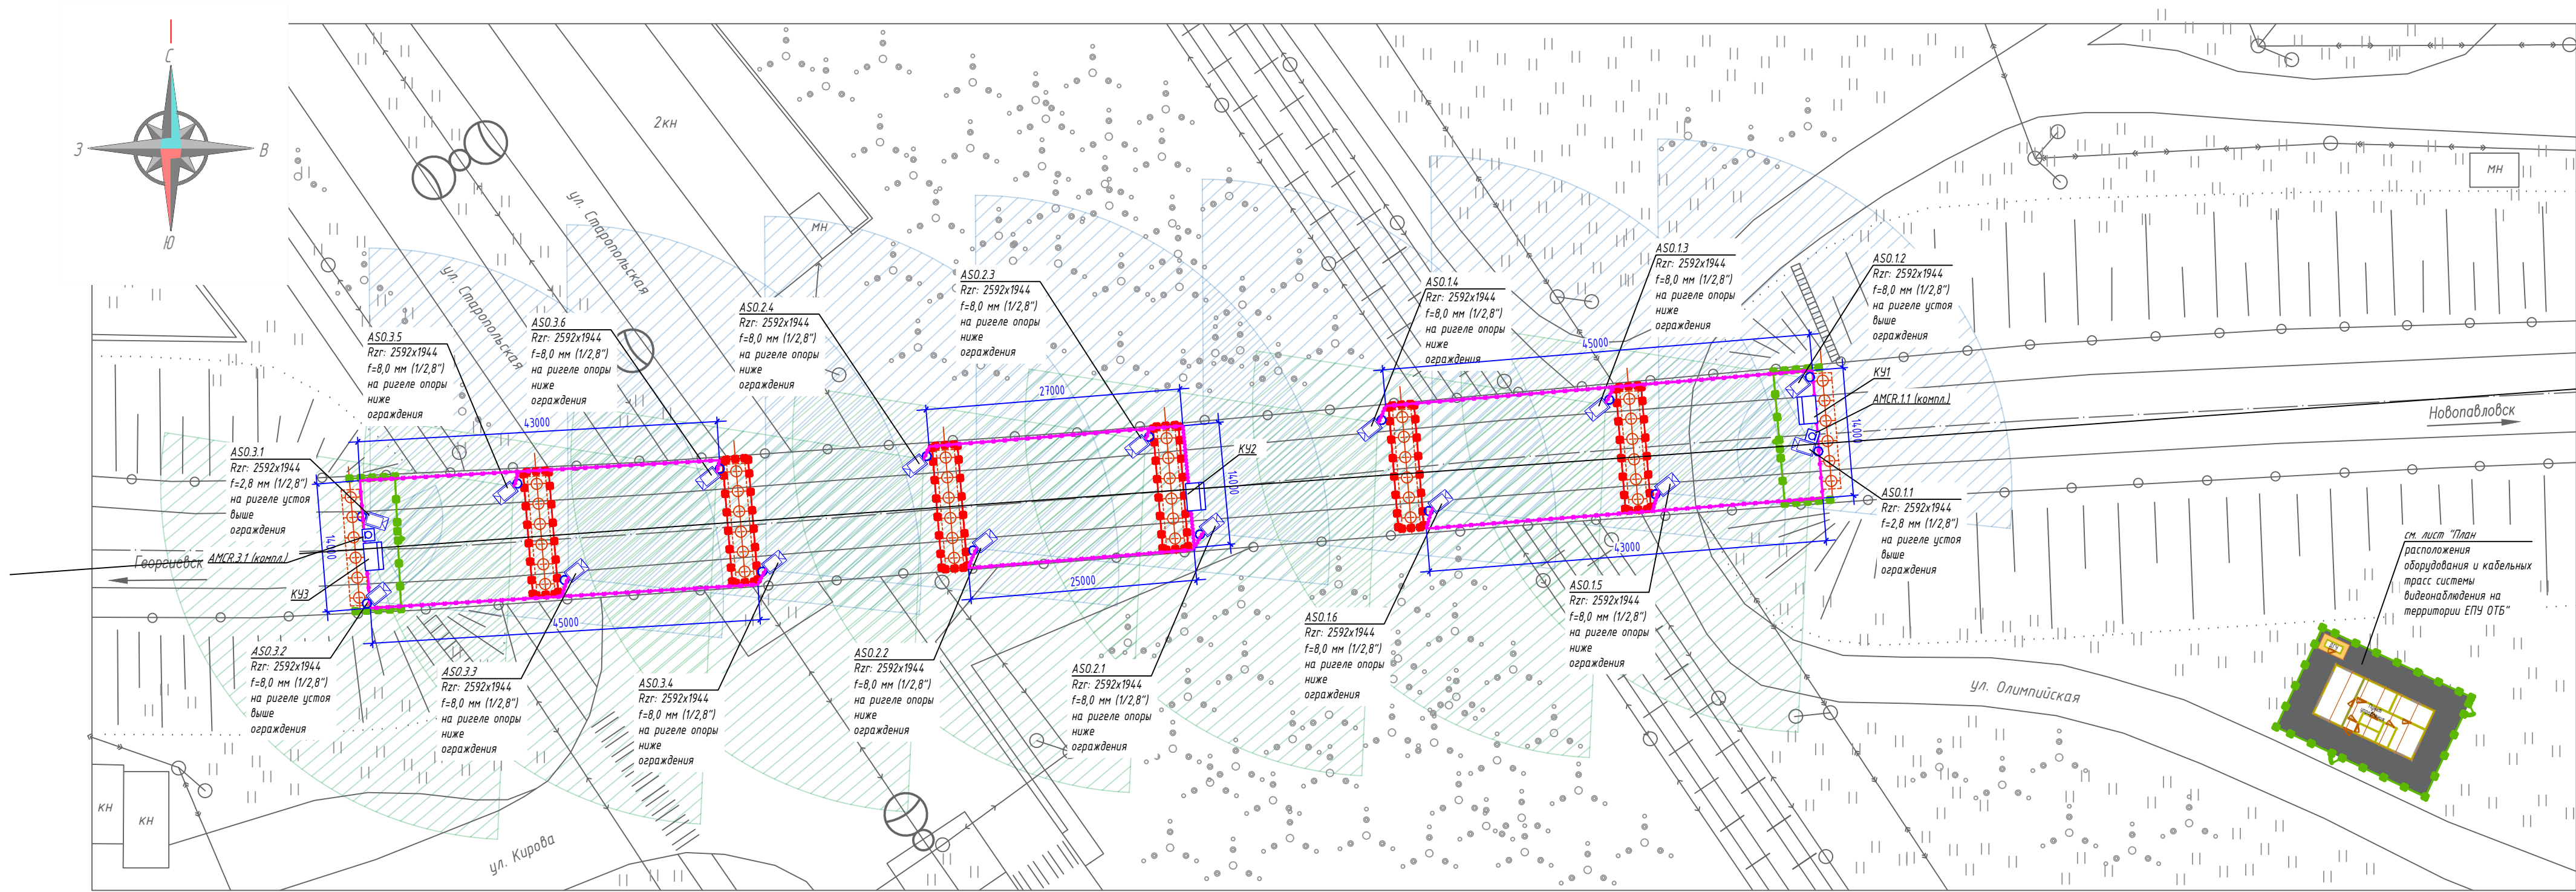 С
З
В
Ю
2кн
ул. Старопольская
ул. Старопольская
мн
мн
AS0.3.5
Rzr: 2592x1944
f=8,0 мм (1/2,8")
на ригеле опоры
ниже
ограждения
AS0.3.6
Rzr: 2592x1944
f=8,0 мм (1/2,8")
на ригеле опоры
ниже
ограждения
AS0.2.4
Rzr: 2592x1944
f=8,0 мм (1/2,8")
на ригеле опоры
ниже
ограждения
AS0.2.3
Rzr: 2592x1944
f=8,0 мм (1/2,8")
на ригеле опоры
ниже
ограждения
AS0.1.4
Rzr: 2592x1944
f=8,0 мм (1/2,8")
на ригеле опоры
ниже
ограждения
AS0.1.3
Rzr: 2592x1944
f=8,0 мм (1/2,8")
на ригеле опоры
ниже
ограждения
AS0.1.2
Rzr: 2592x1944
f=8,0 мм (1/2,8")
на ригеле устоя
выше
ограждения
КУ1
AMCR.1.1 (компл.)
Новопавловск
45000
27000
43000
14000
14000
14000
КУ2
AS0.3.1
Rzr: 2592x1944
f=2,8 мм (1/2,8")
на ригеле устоя
выше
ограждения
Георгиевск
AMCR.3.1 (компл.)
КУ3
45000
25000
43000
AS0.1.1
Rzr: 2592x1944
f=2,8 мм (1/2,8")
на ригеле устоя
выше
ограждения
AS0.3.2
Rzr: 2592x1944
f=8,0 мм (1/2,8")
на ригеле устоя
выше
ограждения
AS0.3.3
Rzr: 2592x1944
f=8,0 мм (1/2,8")
на ригеле опоры
ниже
ограждения
AS0.3.4
Rzr: 2592x1944
f=8,0 мм (1/2,8")
на ригеле опоры
ниже
ограждения
AS0.2.2
Rzr: 2592x1944
f=8,0 мм (1/2,8")
на ригеле опоры
ниже
ограждения
AS0.2.1
Rzr: 2592x1944
f=8,0 мм (1/2,8")
на ригеле опоры
ниже
ограждения
AS0.1.6
Rzr: 2592x1944
f=8,0 мм (1/2,8")
на ригеле опоры
ниже
ограждения
AS0.1.5
Rzr: 2592x1944
f=8,0 мм (1/2,8")
на ригеле опоры
ниже
ограждения
см. лист "План
расположения
оборудования и кабельных
трасс системы
видеонаблюдения на
территории ЕПУ ОТБ"
ул. Олимпийская
ул. Кирова
кн
кн